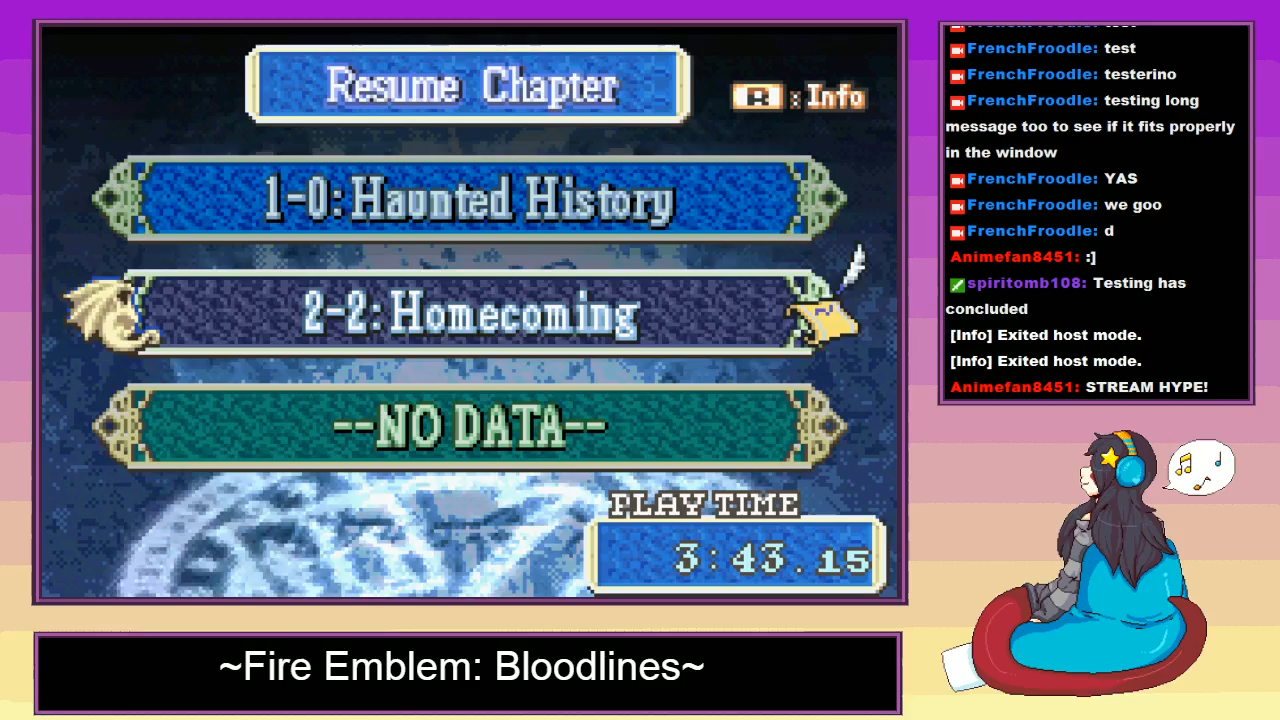 Resume Chapter
R : Info
1-0: Haunted History
2-2: Homecoming
--NO DATA--
PLAY TIME
3:43.15
~Fire Emblem: Bloodlines~
FrenchFroodle: test
FrenchFroodle: test
FrenchFroodle: testerino
FrenchFroodle: testing long
message too to see if it fits properly
in the window
FrenchFroodle: YAS
FrenchFroodle: we goo
FrenchFroodle: d
Animefan8451: :]
spiritomb108: Testing has
concluded
[Info] Exited host mode.
[Info] Exited host mode.
Animefan8451: STREAM HYPE!